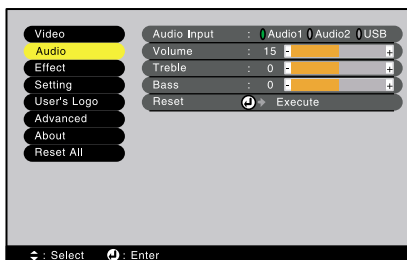 Video
Audio
Effect
Setting
User's Logo
Advanced
About
Reset All
Audio Input : Audio1 Audio2 USB
Volume : 15 - +
Treble : 0 - +
Bass : 0 - +
Reset Execute
: Select : Enter